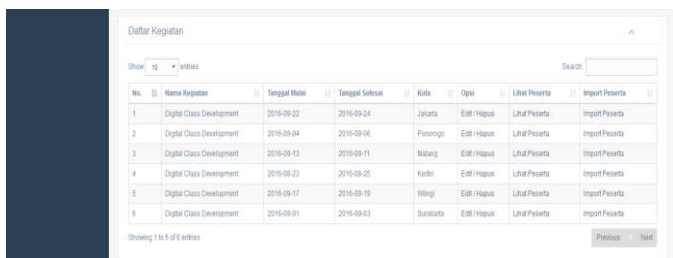 Daftar Kegiatan
Show 10 entries Search:
No. Nama Kegiatan Tanggal Mulai Tanggal Selesai Kota Opsi Lihat Peserta Import Peserta
1 Digital Class Development 2016-09-22 2016-09-24 Jakarta Edit / Hapus Lihat Peserta Import Peserta
2 Digital Class Development 2016-09-04 2016-09-06 Ponorogo Edit / Hapus Lihat Peserta Import Peserta
3 Digital Class Development 2016-09-13 2016-09-11 Malang Edit / Hapus Lihat Peserta Import Peserta
4 Digital Class Development 2016-08-23 2016-08-25 Kediri Edit / Hapus Lihat Peserta Import Peserta
5 Digital Class Development 2016-09-17 2016-09-19 Wlingi Edit / Hapus Lihat Peserta Import Peserta
6 Digital Class Development 2016-09-01 2016-09-03 Surakarta Edit / Hapus Lihat Peserta Import Peserta
Showing 1 to 6 of 6 entries Previous 1 Next